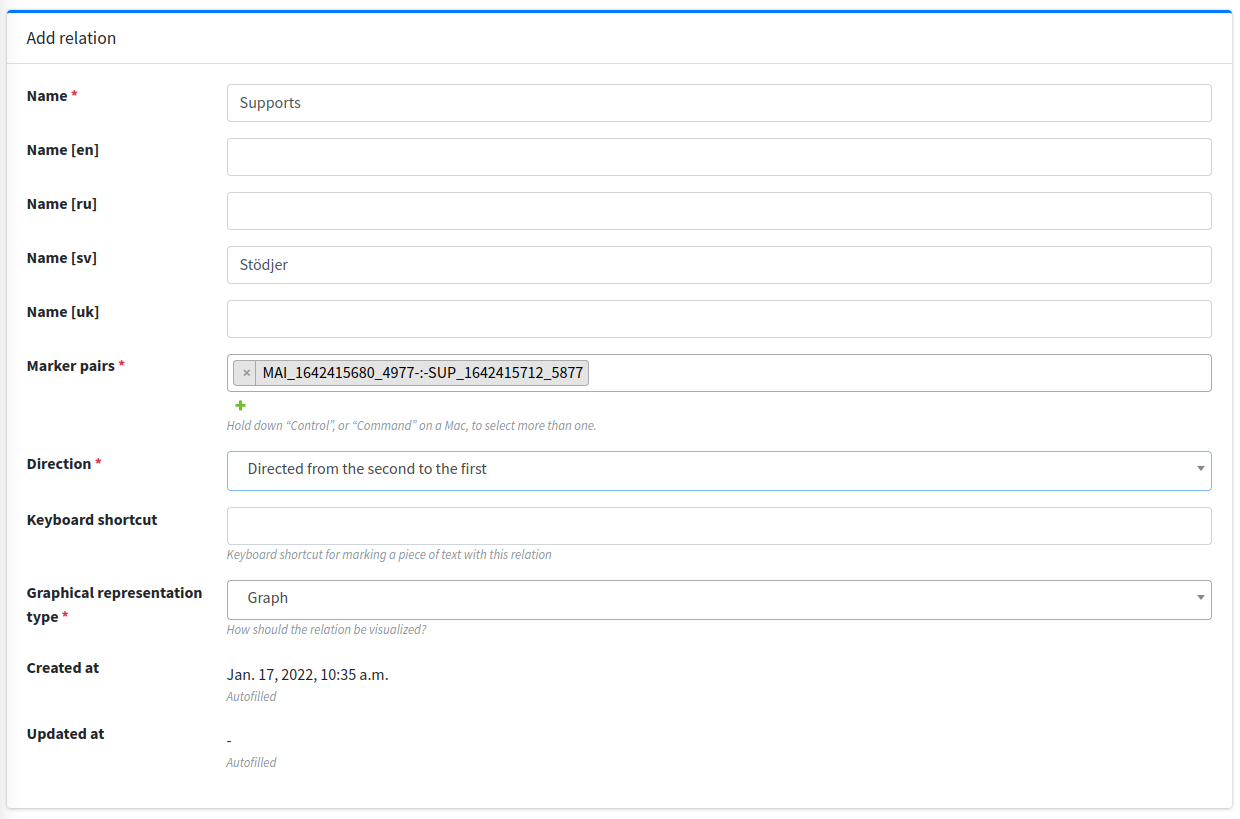 Add relation
Name *
Supports
Name [en]
Name [ru]
Name [sv]
Stödjer
Name [uk]
Marker pairs *
× MAI_1642415680_4977-:-SUP_1642415712_5877
Hold down “Control”, or “Command” on a Mac, to select more than one.
Direction *
Directed from the second to the first
Keyboard shortcut
Keyboard shortcut for marking a piece of text with this relation
Graphical representation
type *
Graph
How should the relation be visualized?
Created at
Jan. 17, 2022, 10:35 a.m.
Autofilled
Updated at
-
Autofilled